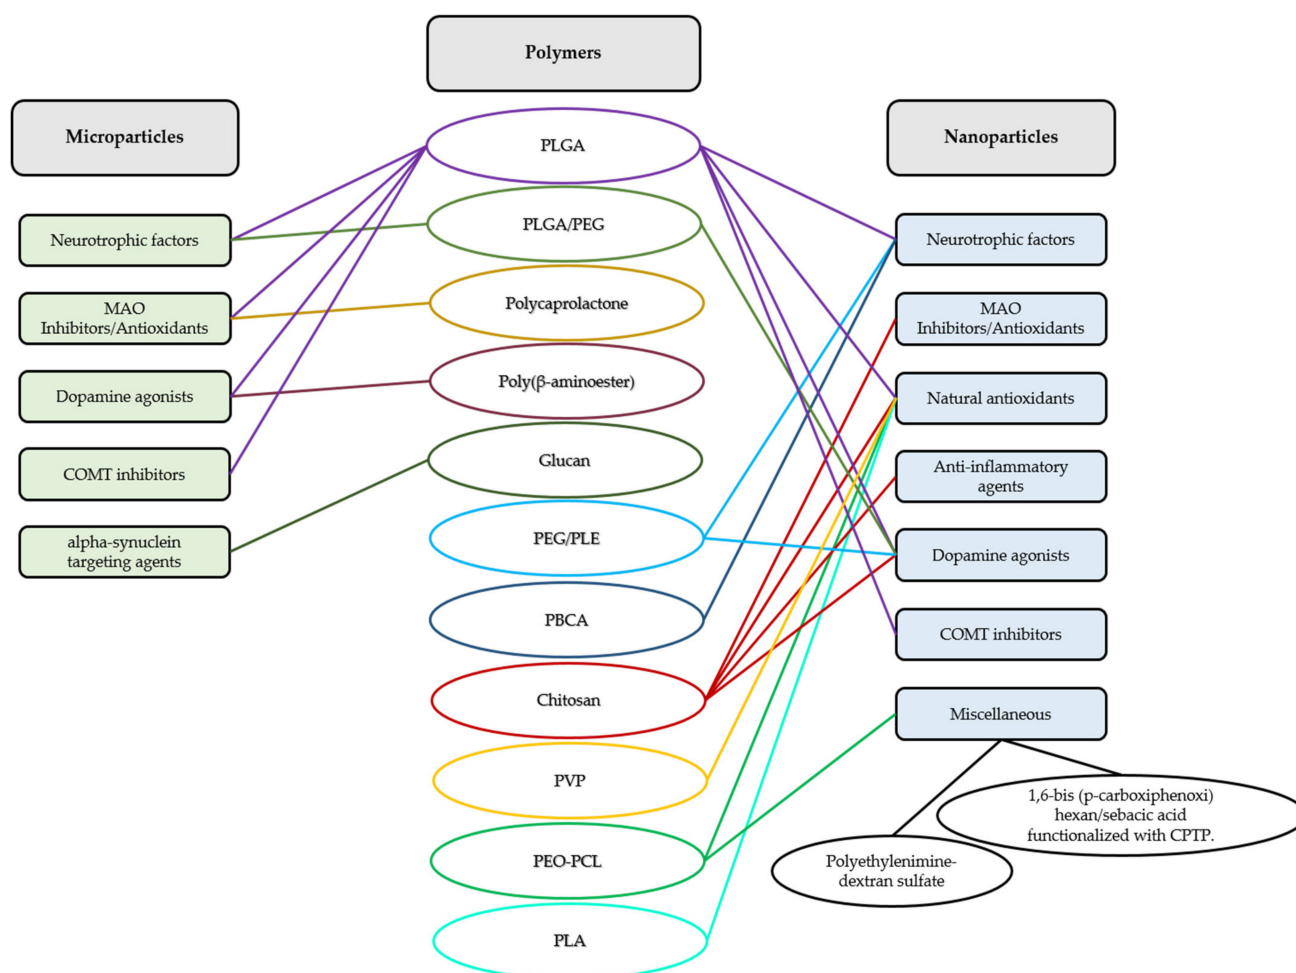 Polymers
Microparticles
Nanoparticles
PLGA
PLGA/PEG
Polycaprolactone
Poly(β-aminoester)
Glucan
PEG/PLE
PBCA
Chitosan
PVP
PEO-PCL
PLA
Neurotrophic factors
MAO
Inhibitors/Antioxidants
Dopamine agonists
COMT inhibitors
alpha-synuclein
targeting agents
Neurotrophic factors
MAO
Inhibitors/Antioxidants
Natural antioxidants
Anti-inflammatory
agents
Dopamine agonists
COMT inhibitors
Miscellaneous
1,6-bis (p-carboxiphenoxi)
hexan/sebacic acid
functionalized with CPTP.
Polyethylenimine-
dextran sulfate